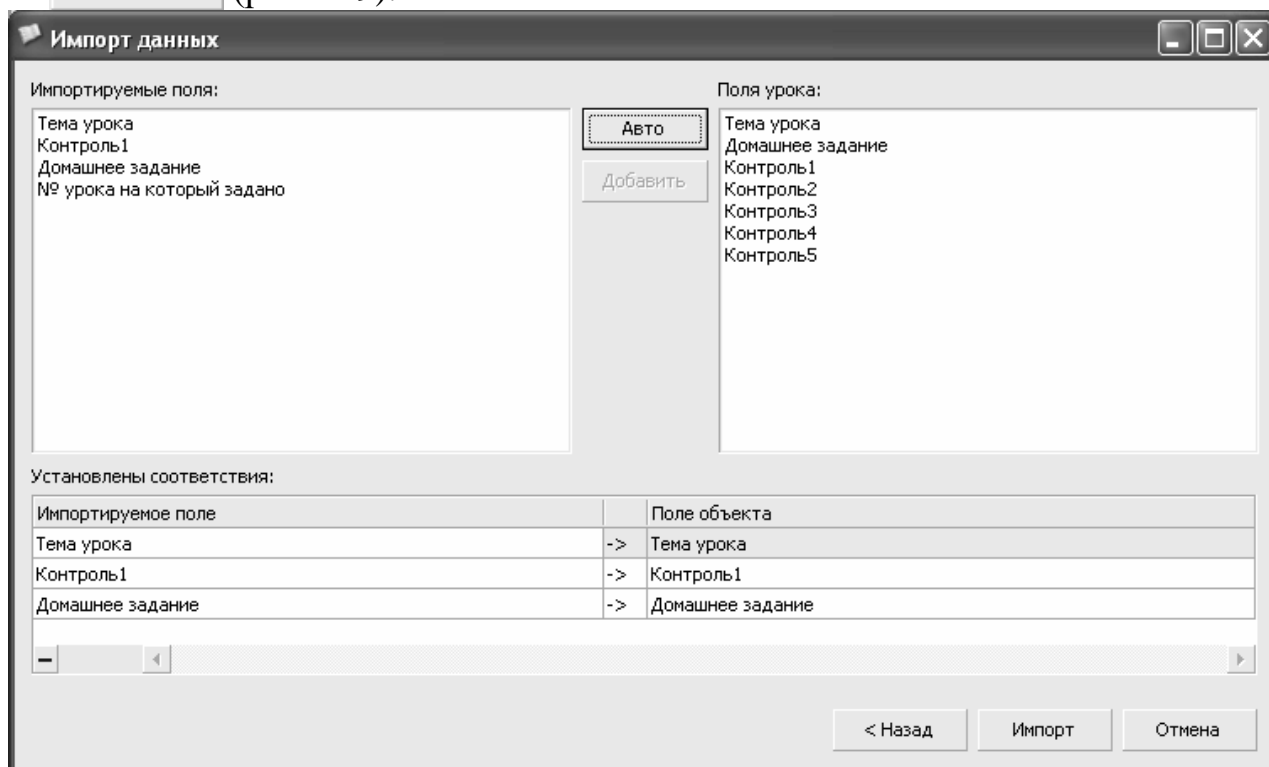 Импорт данных
Импортируемые поля:
Тема урока
Контроль1
Домашнее задание
№ урока на который задано
Авто
Добавить
Поля урока:
Тема урока
Домашнее задание
Контроль1
Контроль2
Контроль3
Контроль4
Контроль5
Установлены соответствия:
Импортируемое поле Поле объекта
Тема урока -> Тема урока
Контроль1 -> Контроль1
Домашнее задание -> Домашнее задание
< Назад Импорт Отмена